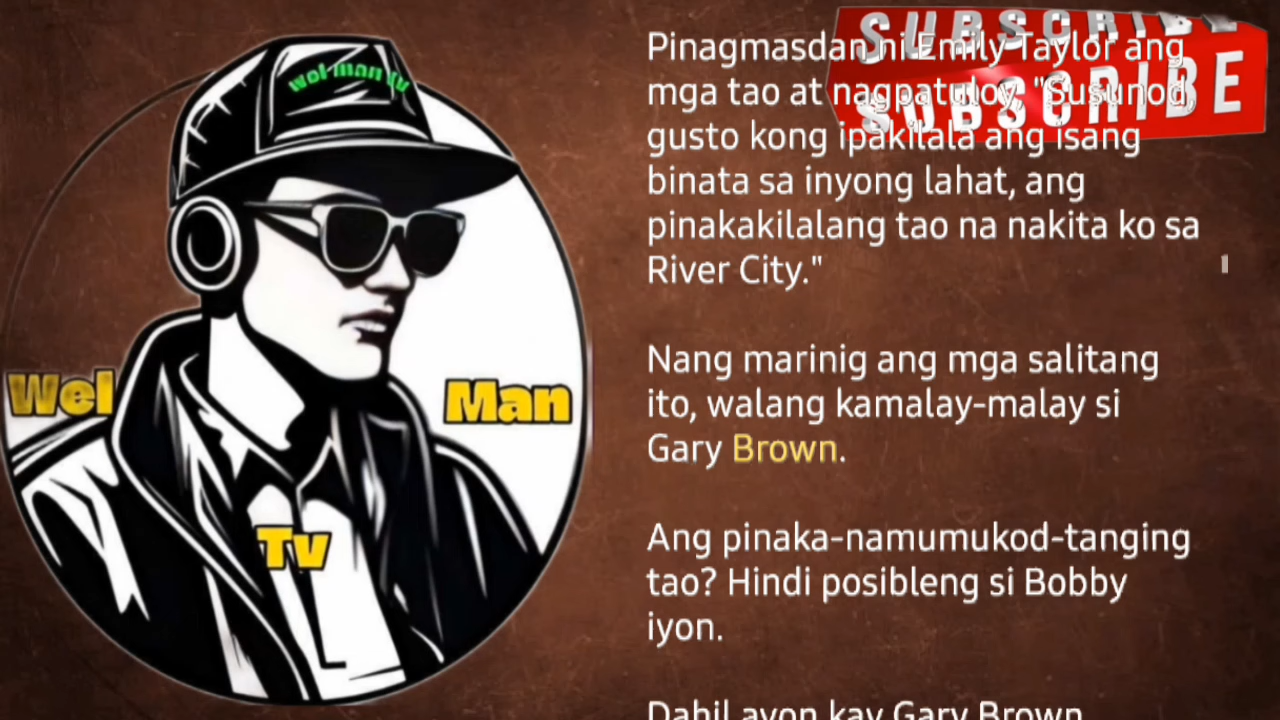 wel man tv
Wel
Man
Tv
SUBSCRIBE
SUBSCRIBE
Pinagmasdan ni Emily Taylor ang
mga tao at nagpatuloy, "Susunod,
gusto kong ipakilala ang isang
binata sa inyong lahat, ang
pinakakilalang tao na nakita ko sa
River City."
Nang marinig ang mga salitang
ito, walang kamalay-malay si
Gary Brown.
Ang pinaka-namumukod-tanging
tao? Hindi posibleng si Bobby
iyon.
Dahil ayon kay Gary Brown